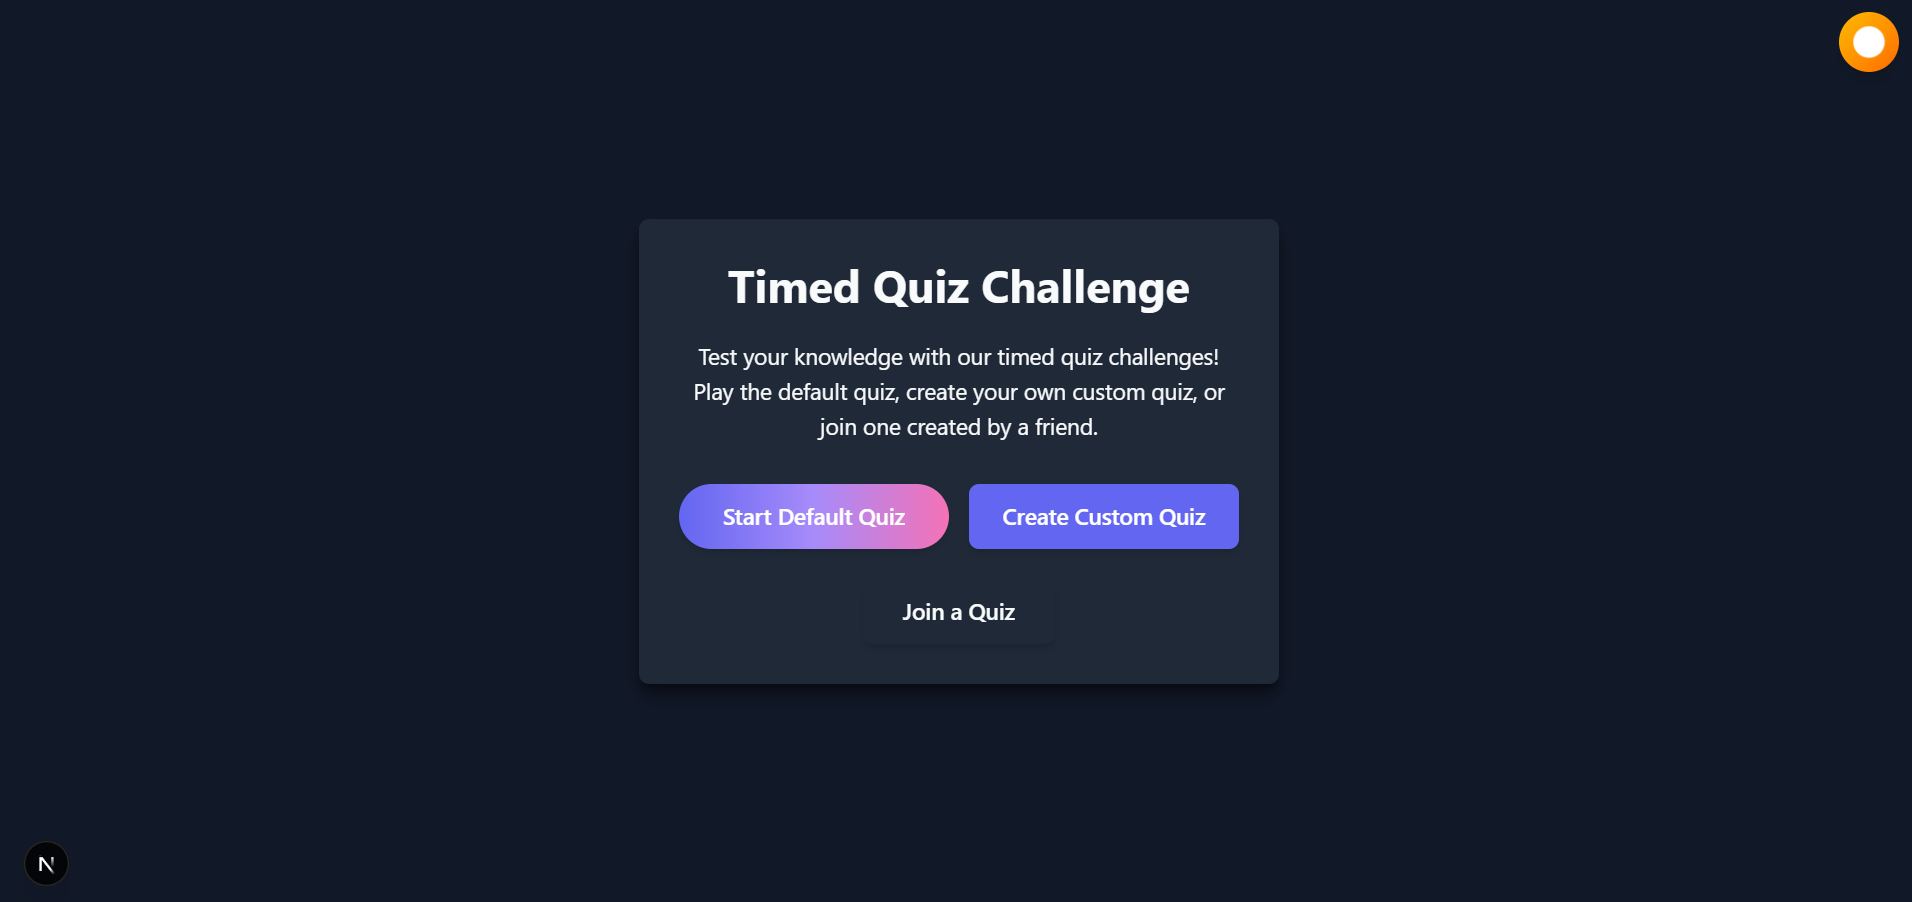 Timed Quiz Challenge
Test your knowledge with our timed quiz challenges!
Play the default quiz, create your own custom quiz, or
join one created by a friend.
Start Default Quiz
Create Custom Quiz
Join a Quiz
N